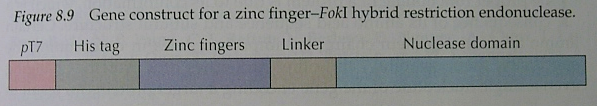 Figure 8.9 Gene construct for a zinc finger–FokI hybrid restriction endonuclease.
pT7 His tag Zinc fingers Linker Nuclease domain